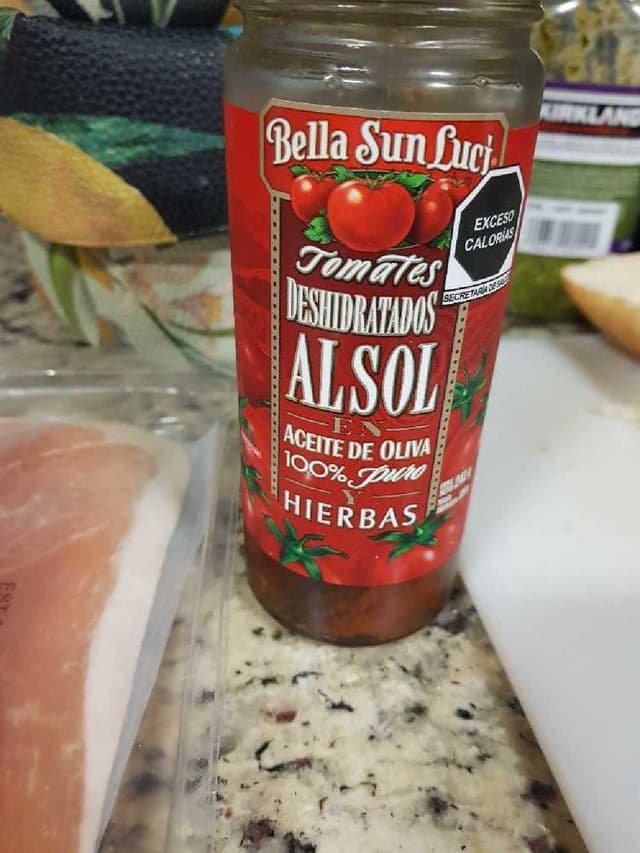 Bella Sun Luci
KIRKLAND
EXCESO
CALORÍAS
SECRETARÍA DE SALUD
Tomates
DESHIDRATADOS
AL SOL
EN
ACEITE DE OLIVA
100% puro
Y
HIERBAS